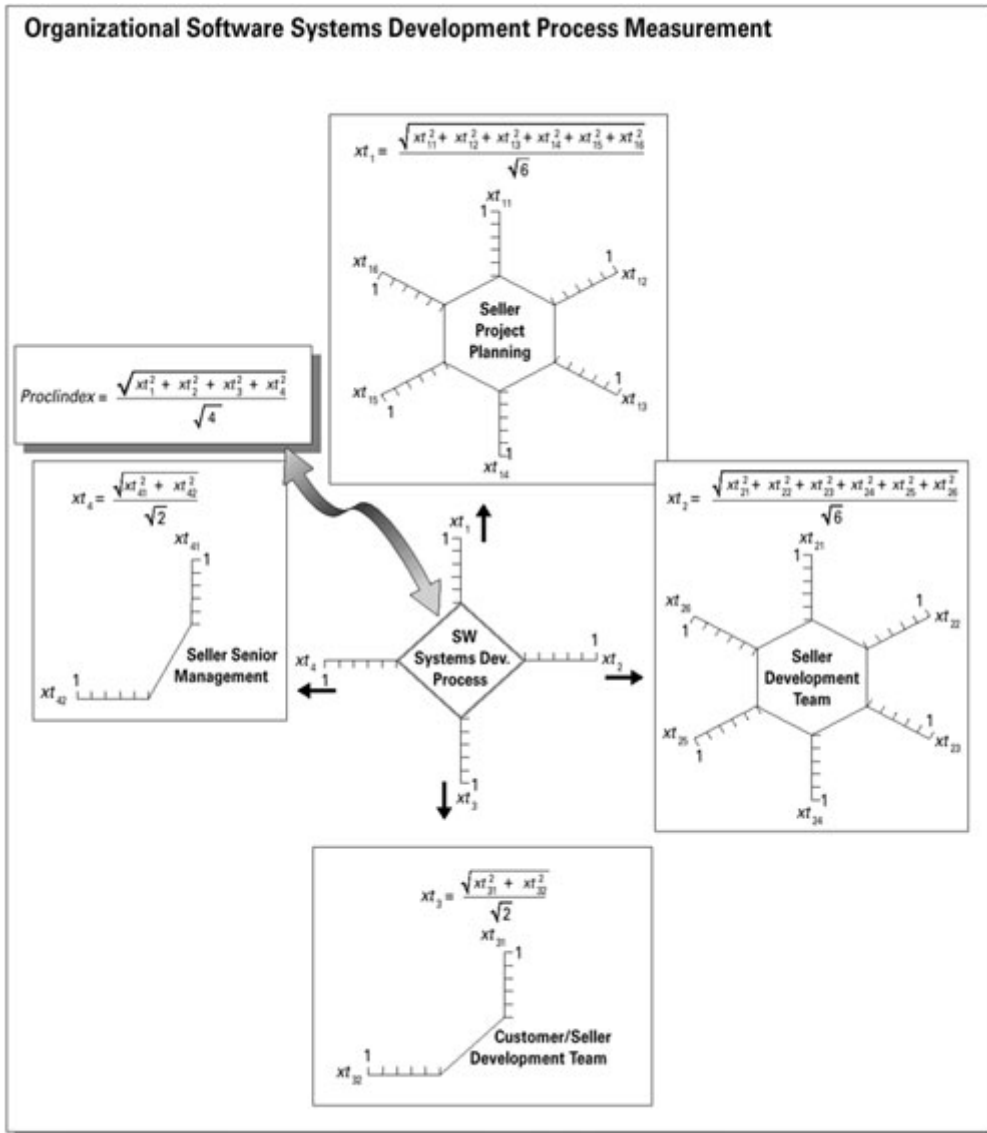 Organizational Software Systems Development Process Measurement
xt₁ = √(xt₁₁² + xt₁₂² + xt₁₃² + xt₁₄² + xt₁₅² + xt₁₆²) / √6
xt₁₁
1
xt₁₆
1
1
xt₁₂
Seller
Project
Planning
xt₁₅
1
1
xt₁₃
1
xt₁₄
ProcIindex = √(xt₁² + xt₂² + xt₃² + xt₄²) / √4
xt₄ = √(xt₄₁² + xt₄₂²) / √2
xt₄₁
1
Seller Senior
Management
1
xt₄₂
xt₁
1
SW
Systems Dev.
Process
xt₄
1
1
xt₂
1
xt₃
xt₂ = √(xt₂₁² + xt₂₂² + xt₂₃² + xt₂₄² + xt₂₅² + xt₂₆²) / √6
xt₂₁
1
xt₂₆
1
1
xt₂₂
Seller
Development
Team
xt₂₅
1
1
xt₂₃
1
xt₂₄
xt₃ = √(xt₃₁² + xt₃₂²) / √2
xt₃₁
1
Customer/Seller
Development Team
1
xt₃₂